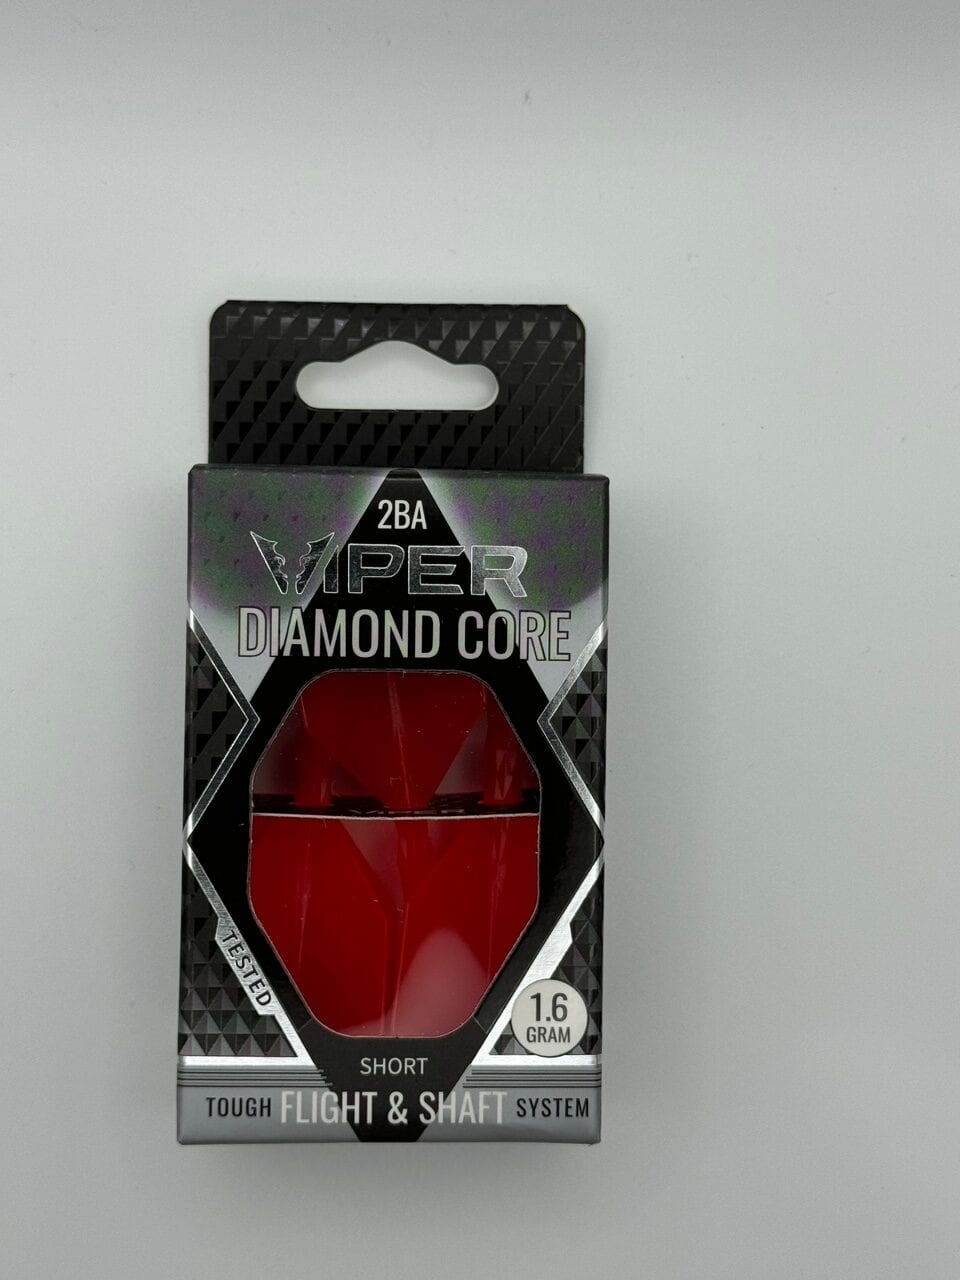 2BA
VIPER
DIAMOND CORE
TESTED
1.6
GRAM
SHORT
TOUGH FLIGHT & SHAFT SYSTEM